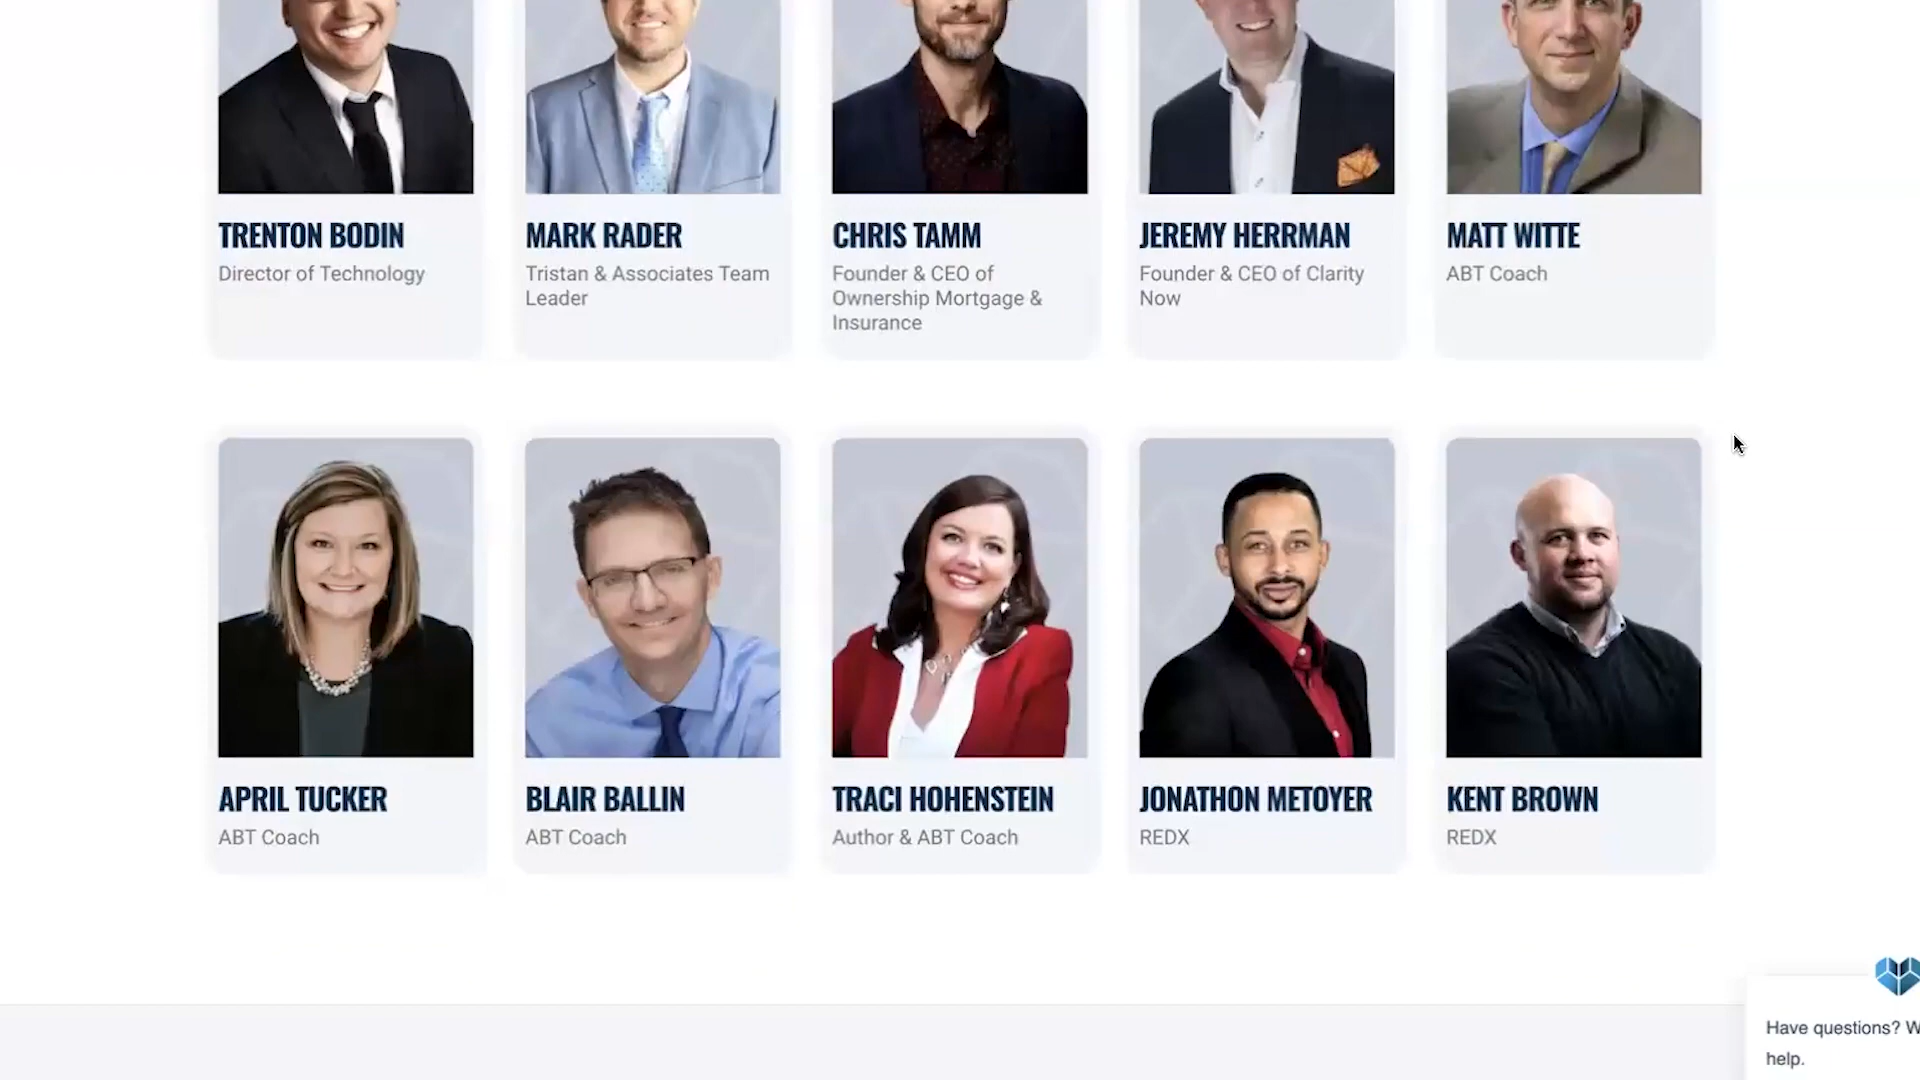 TRENTON BODIN
Director of Technology
MARK RADER
Tristan & Associates Team
Leader
CHRIS TAMM
Founder & CEO of
Ownership Mortgage &
Insurance
JEREMY HERRMAN
Founder & CEO of Clarity
Now
MATT WITTE
ABT Coach
APRIL TUCKER
ABT Coach
BLAIR BALLIN
ABT Coach
TRACI HOHENSTEIN
Author & ABT Coach
JONATHON METOYER
REDX
KENT BROWN
REDX
Have questions? W
help.